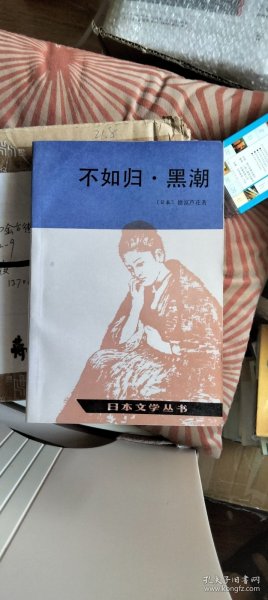 不如归·黑潮
〔日本〕德富芦花著
日本文学丛书
孔夫子旧书网